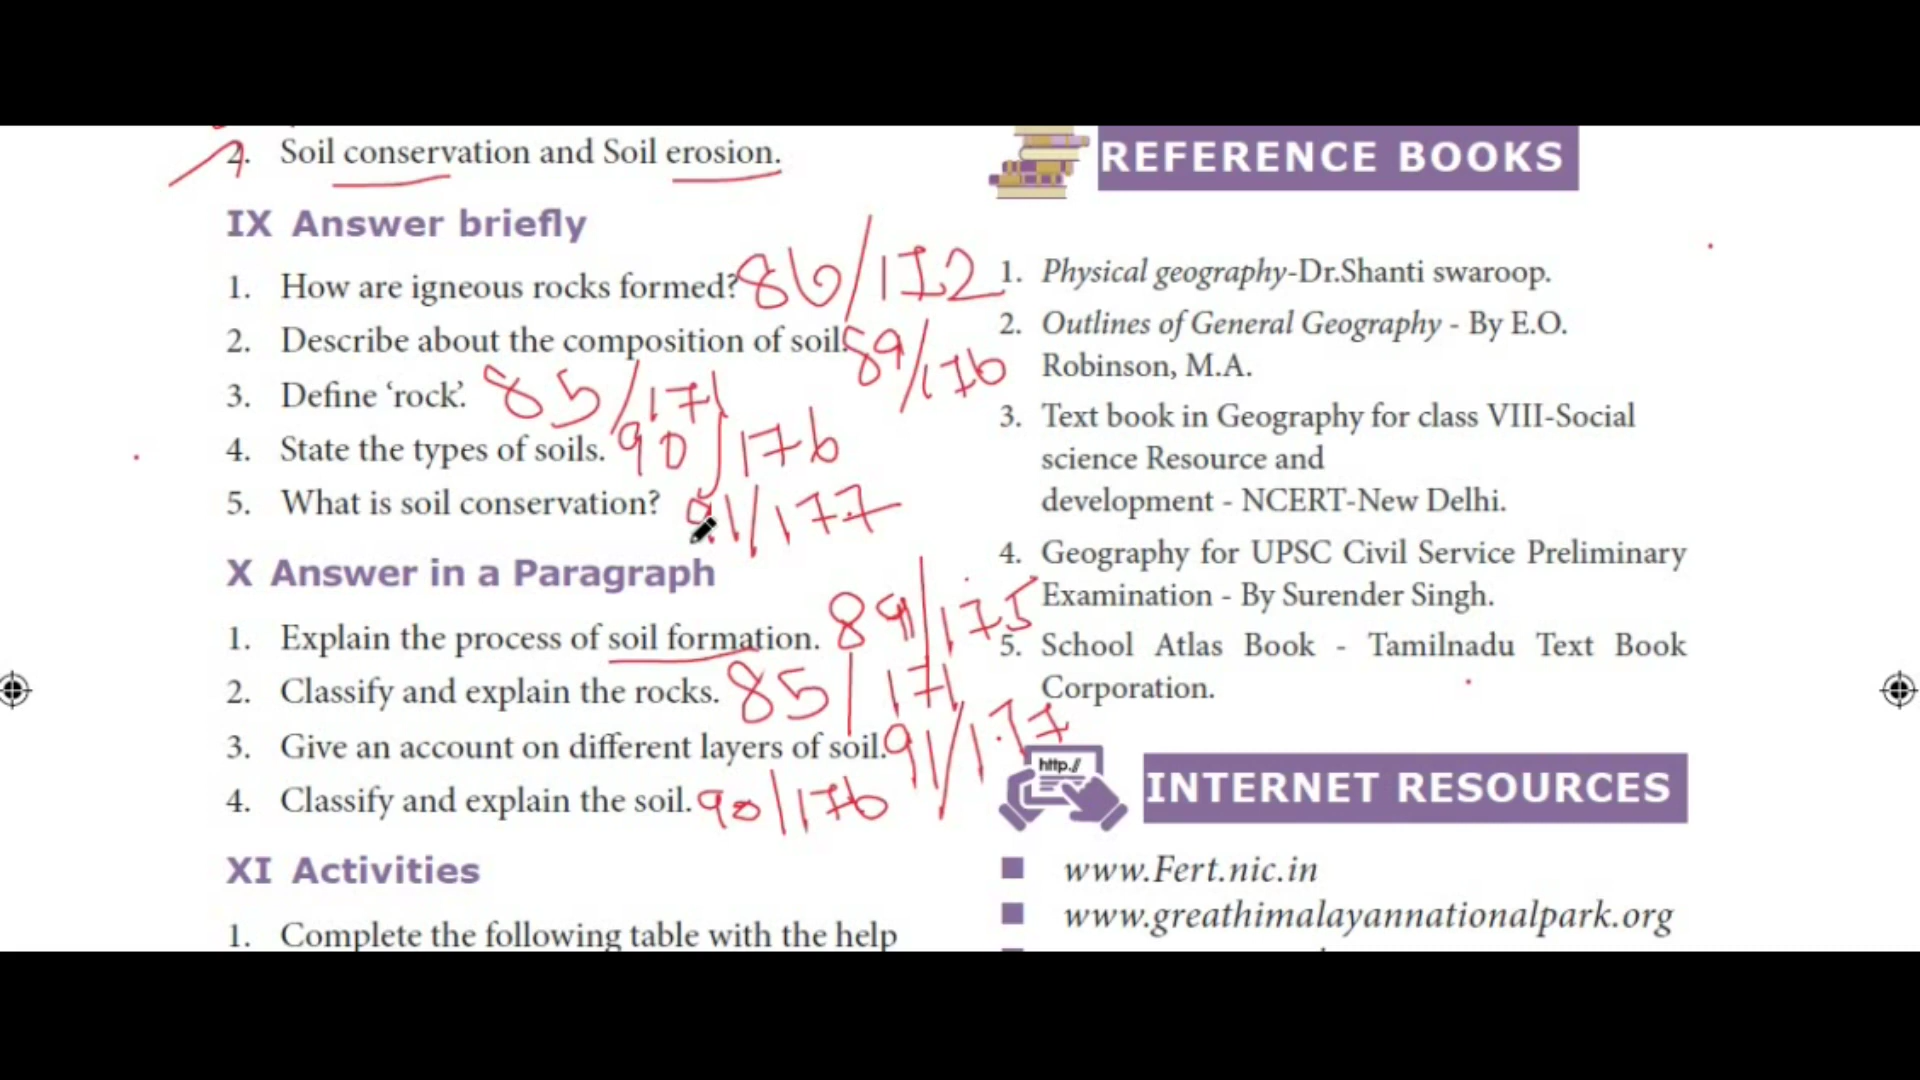 2. Soil conservation and Soil erosion.
IX Answer briefly
1. How are igneous rocks formed? 86/172
2. Describe about the composition of soil. 89/176
3. Define ‘rock’. 85/171
4. State the types of soils. 90/176
5. What is soil conservation? 91/177
X Answer in a Paragraph
1. Explain the process of soil formation. 89/175
2. Classify and explain the rocks. 85/171
3. Give an account on different layers of soil. 91/177
4. Classify and explain the soil. 90/176
XI Activities
1. Complete the following table with the help
REFERENCE BOOKS
1. Physical geography-Dr.Shanti swaroop.
2. Outlines of General Geography - By E.O.
Robinson, M.A.
3. Text book in Geography for class VIII-Social
science Resource and
development - NCERT-New Delhi.
4. Geography for UPSC Civil Service Preliminary
Examination - By Surender Singh.
5. School Atlas Book - Tamilnadu Text Book
Corporation.
http://
INTERNET RESOURCES
www.Fert.nic.in
www.greathimalayannationalpark.org